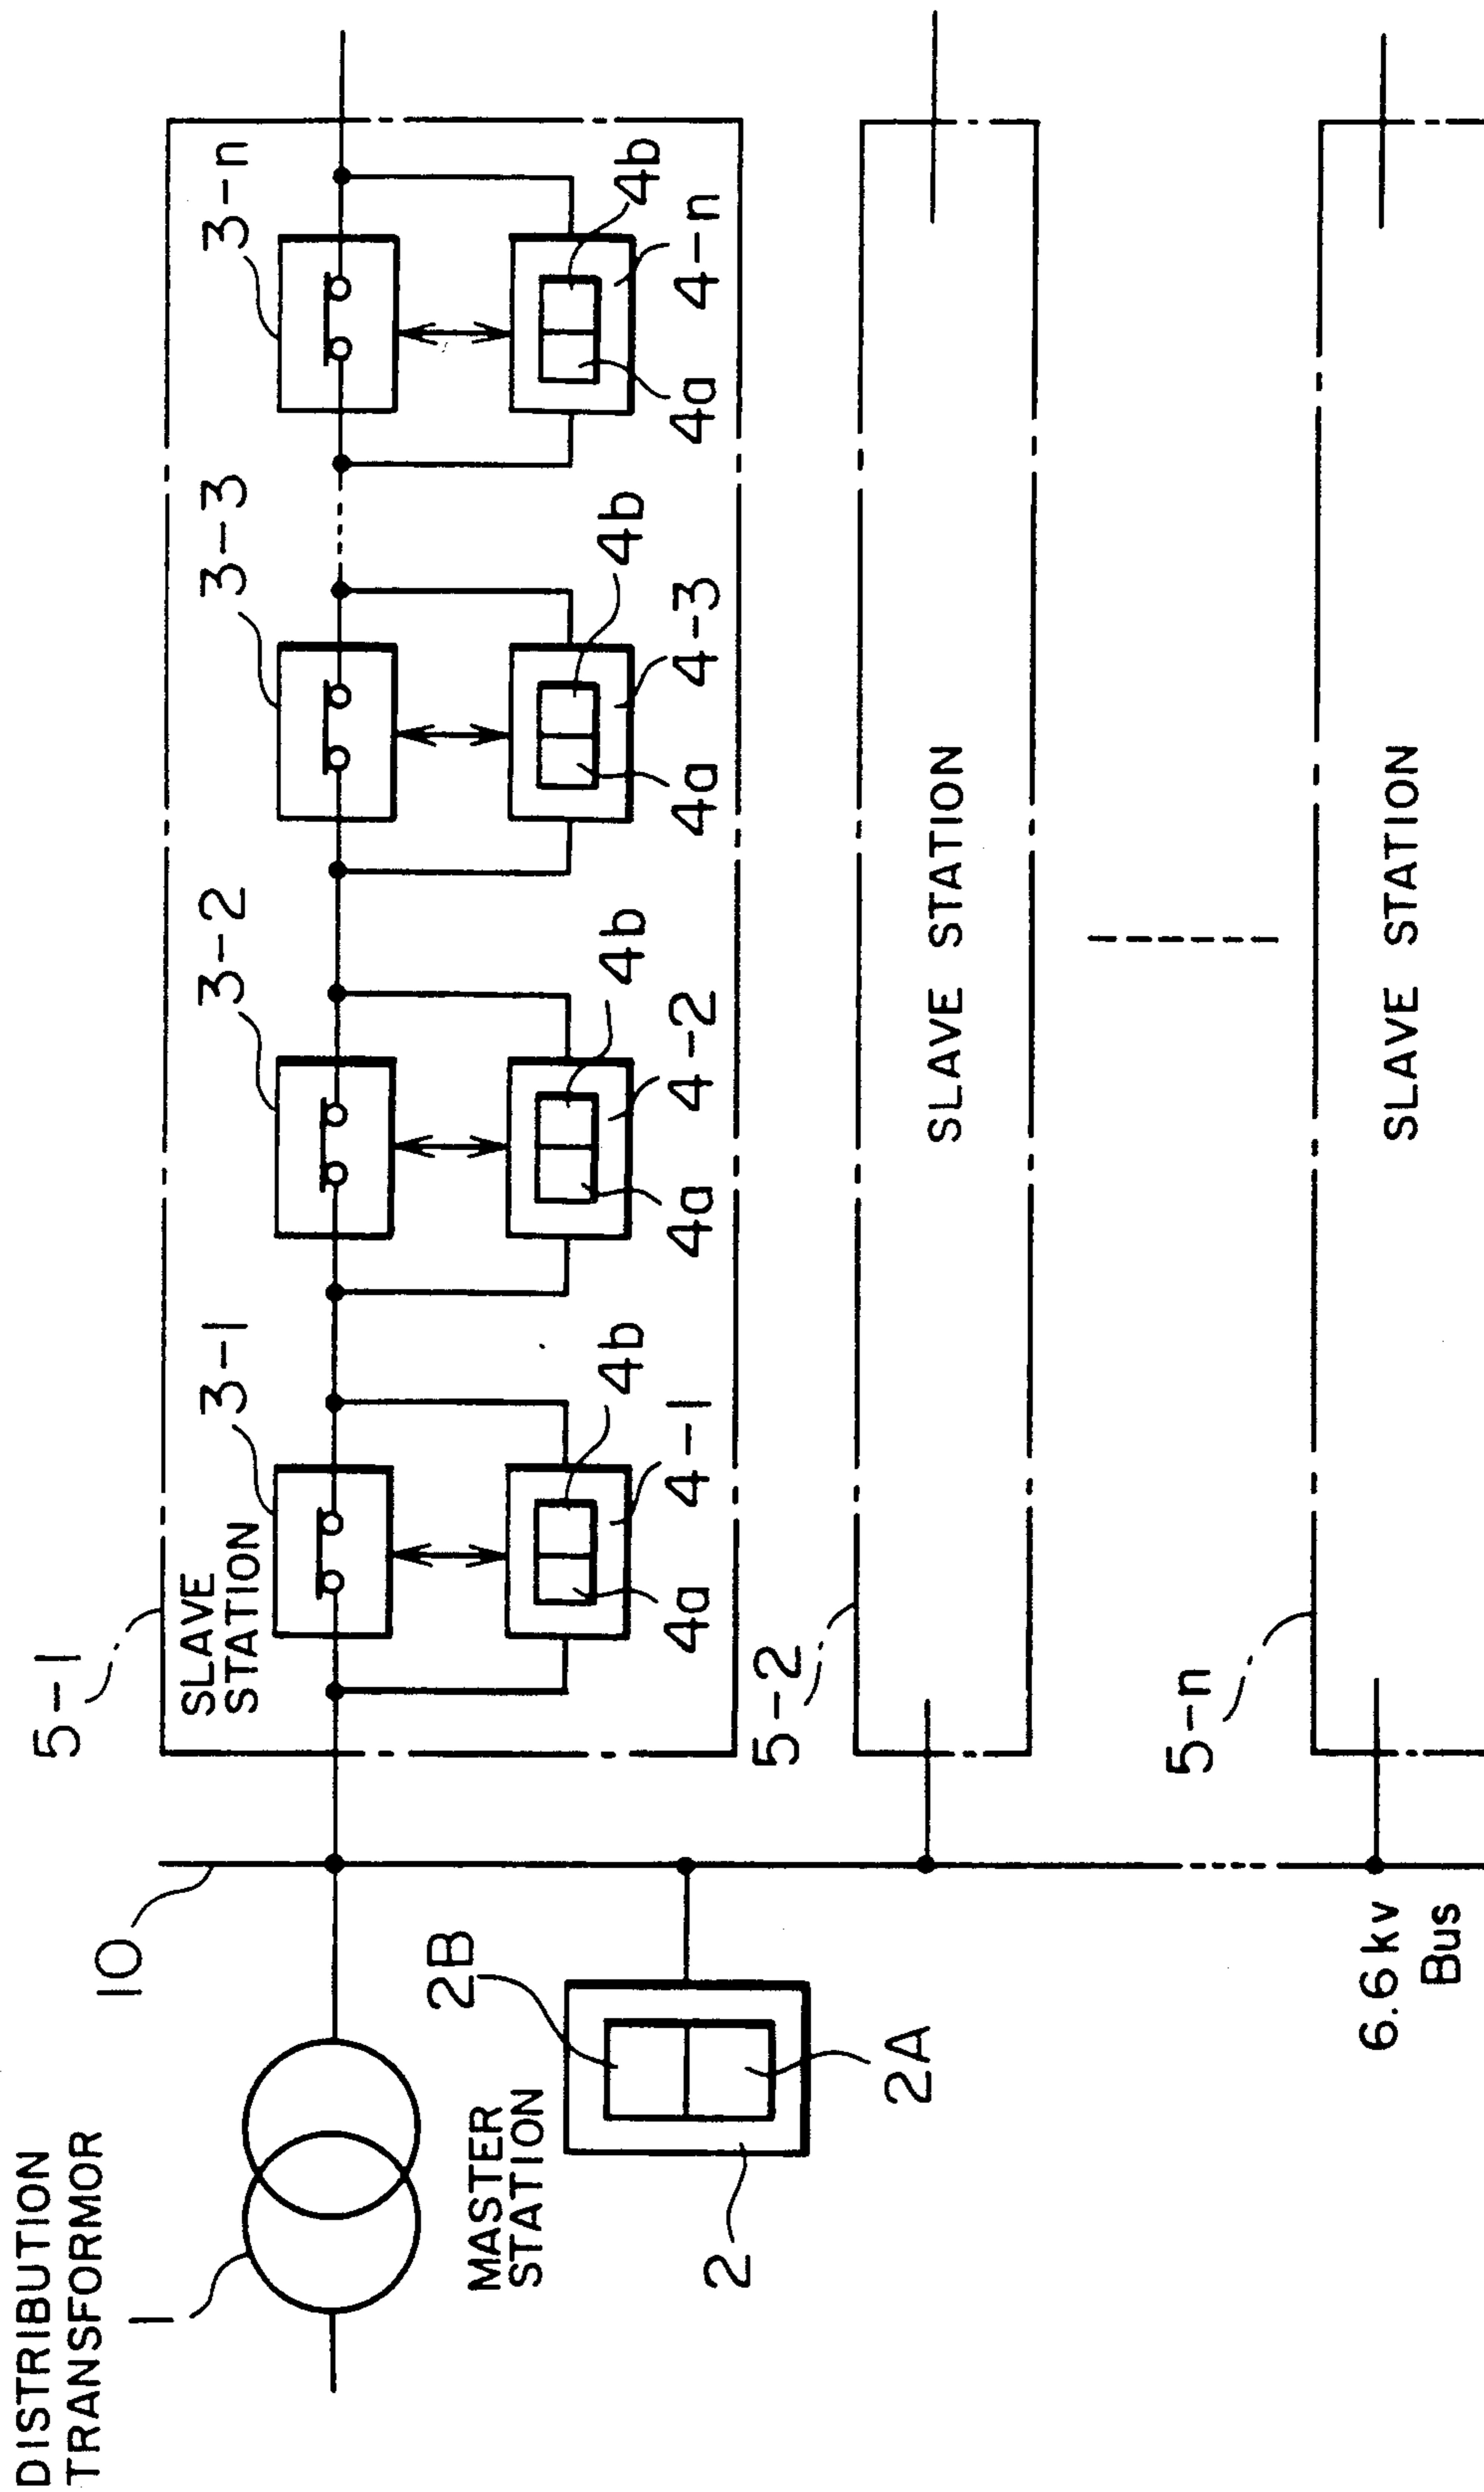 DISTRIBUTION
TRANSFORMOR
1
10
5-1
SLAVE
STATION
3-1
3-2
3-3
3-n
4a
4-1
4b
4a
4-2
4b
4a
4-3
4b
4a
4-n
4b
MASTER
STATION
2B
2
2A
5-2
SLAVE STATION
5-n
SLAVE STATION
6.6kv
Bus